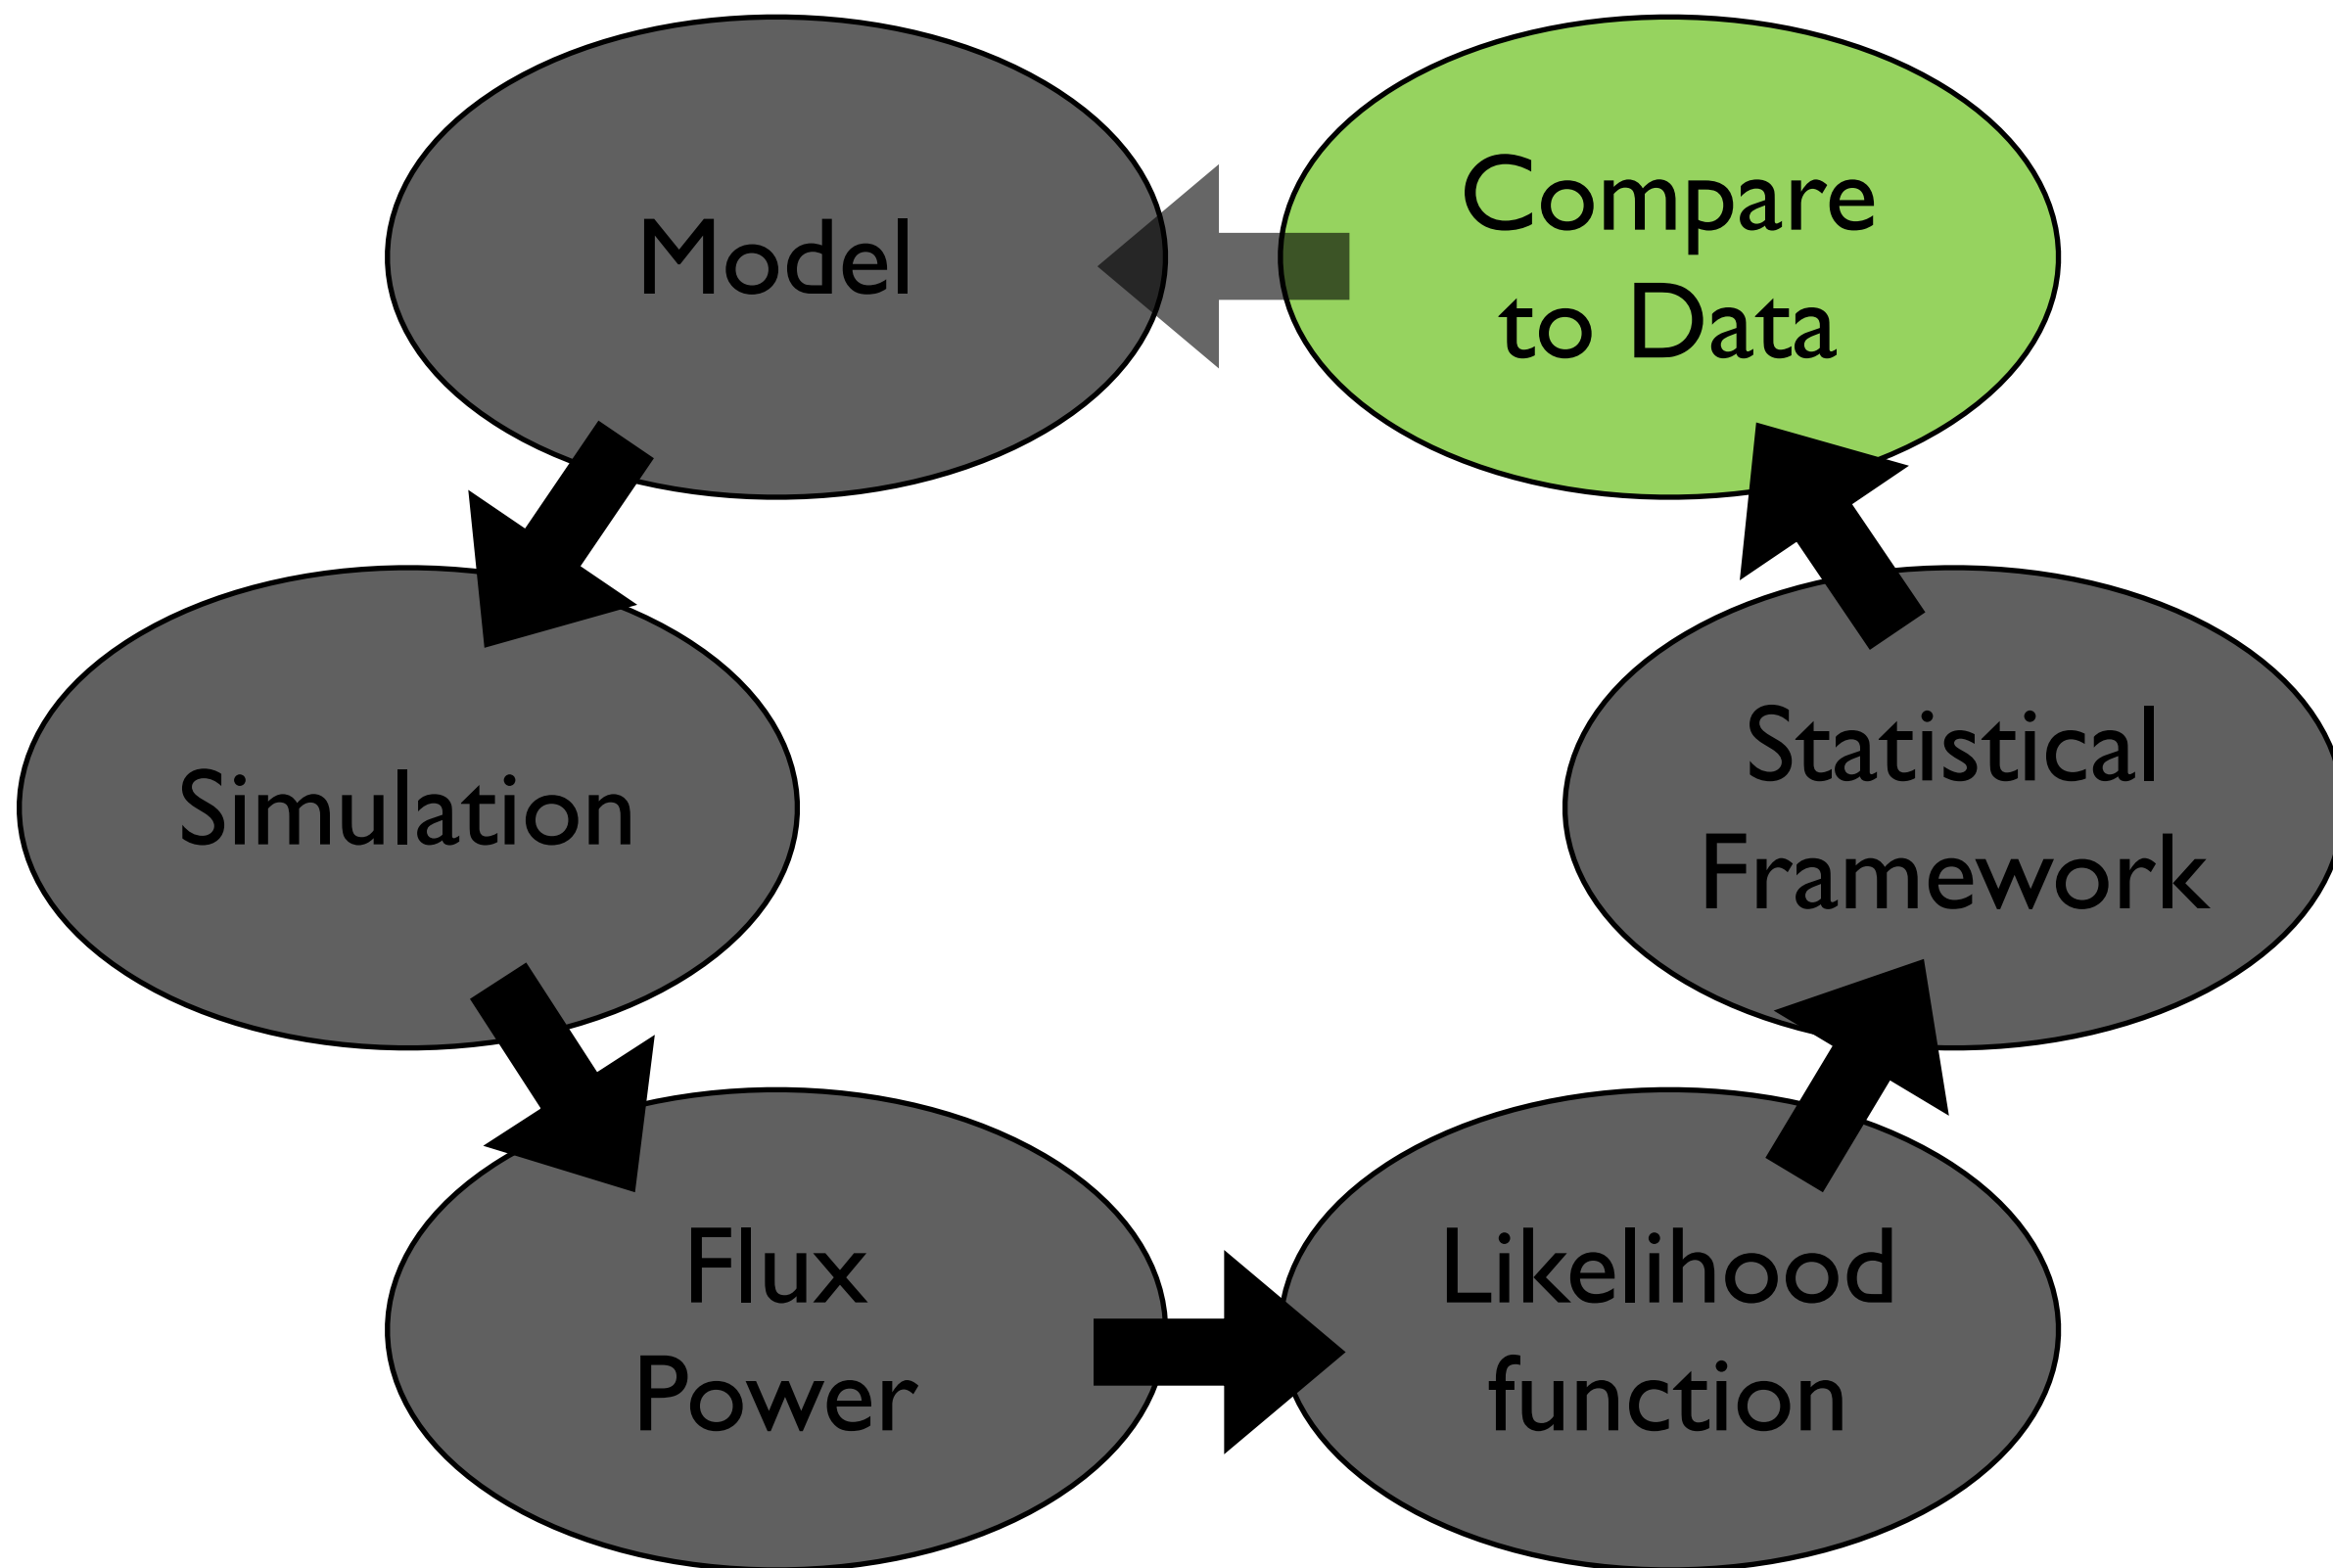 Model
Compare
to Data
Simulation
Statistical
Framework
Flux
Power
Likelihood
function